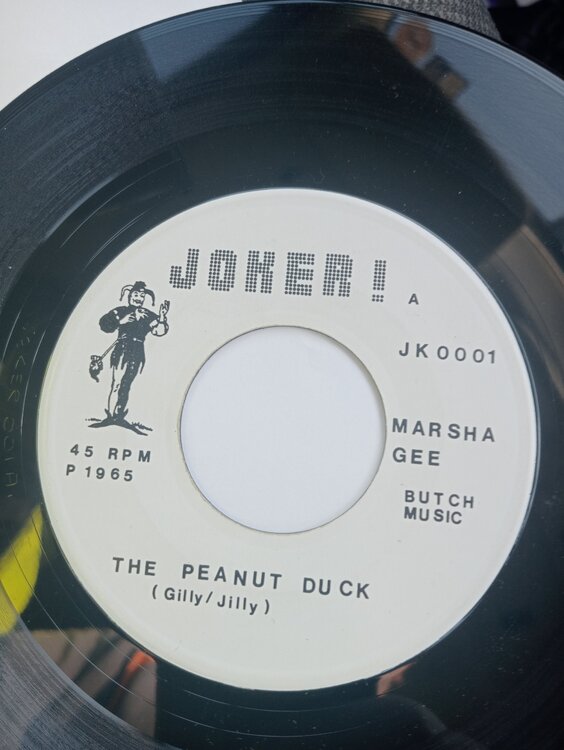 JOKER!
A
JK0001
MARSHA
GEE
45 RPM
P 1965
BUTCH
MUSIC
THE PEANUT DUCK
(Gilly/Jilly)